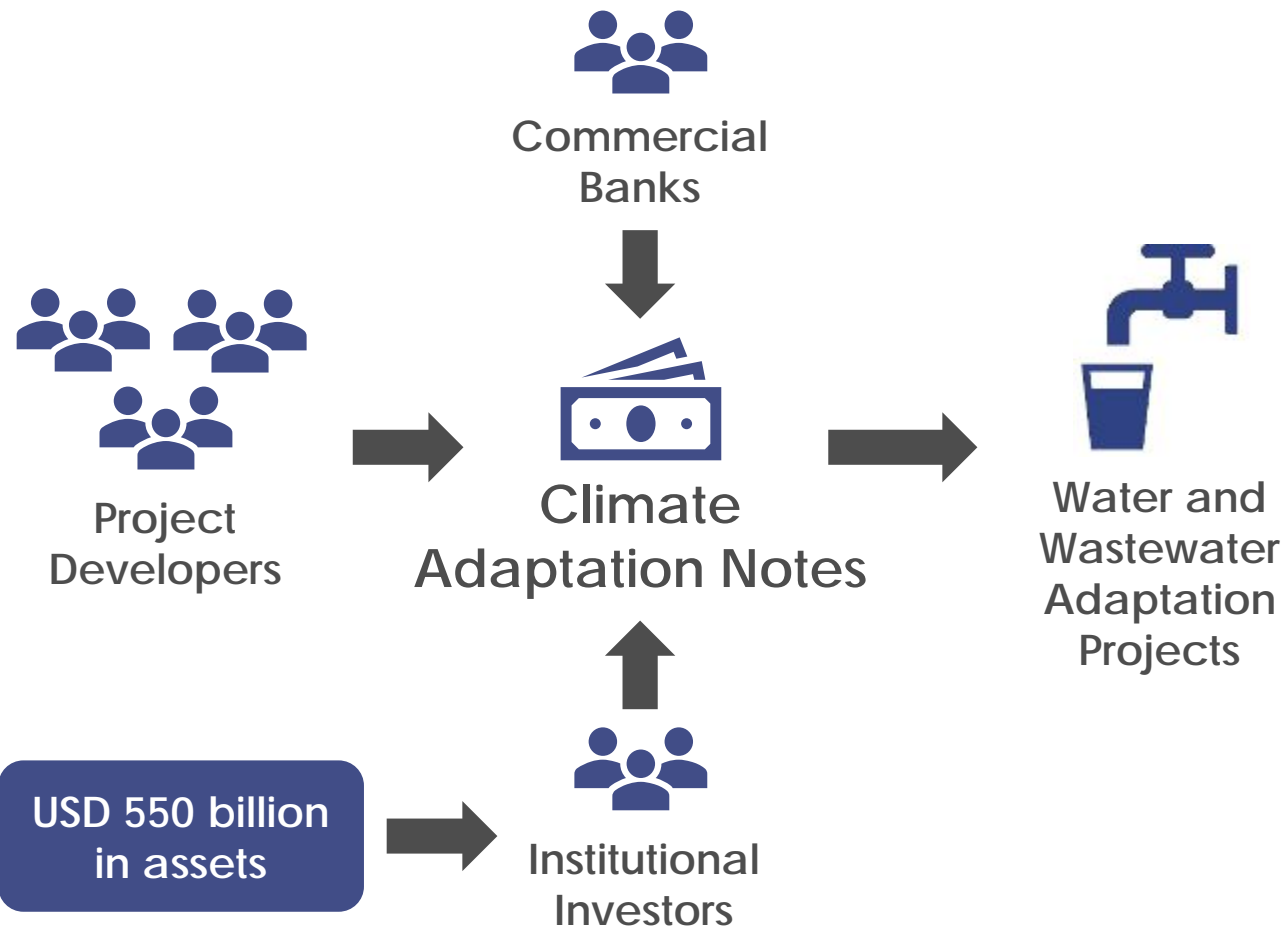 Commercial
Banks
Project
Developers
Climate
Adaptation Notes
Water and
Wastewater
Adaptation
Projects
USD 550 billion
in assets
Institutional
Investors